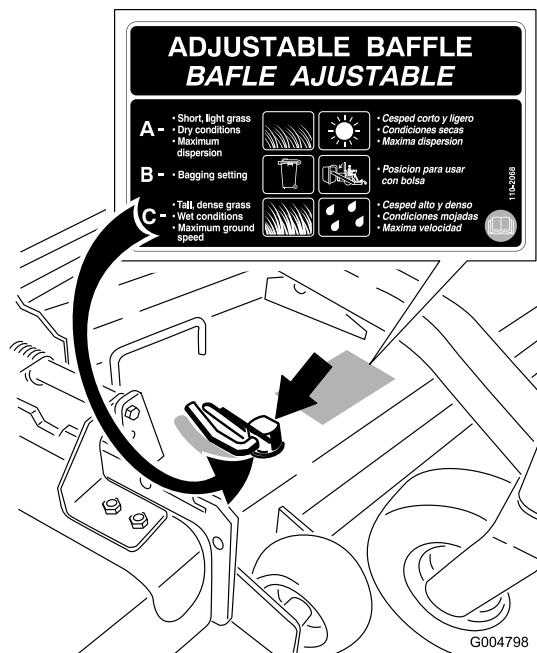 ADJUSTABLE BAFFLE
BAFLE AJUSTABLE
A - • Short, light grass
• Dry conditions
• Maximum
dispersion
• Cesped corto y ligero
• Condiciones secas
• Maxima dispersion
B - • Bagging setting
• Posicion para usar
con bolsa
C - • Tall, dense grass
• Wet conditions
• Maximum ground
speed
• Cesped alto y denso
• Condiciones mojadas
• Maxima velocidad
110-2068
G004798